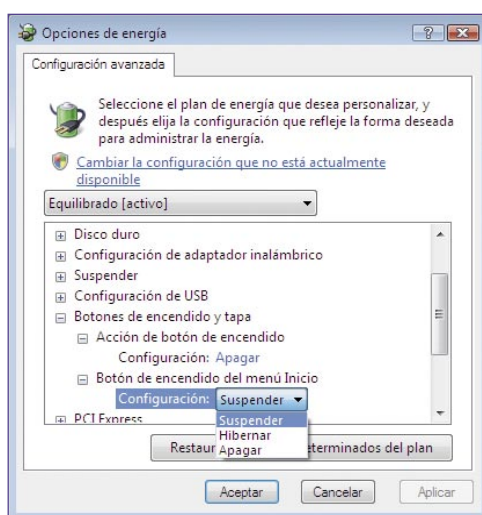 Opciones de energía
Configuración avanzada
Seleccione el plan de energía que desea personalizar, y
después elija la configuración que refleje la forma deseada
para administrar la energía.
Cambiar la configuración que no está actualmente
disponible
Equilibrado [activo]
Disco duro
Configuración de adaptador inalámbrico
Suspender
Configuración de USB
Botones de encendido y tapa
Acción de botón de encendido
Configuración: Apagar
Botón de encendido del menú Inicio
Configuración: Suspender
Suspender
Hibernar
Apagar
PCI Express
del plan
Aceptar
Cancelar
Aplicar